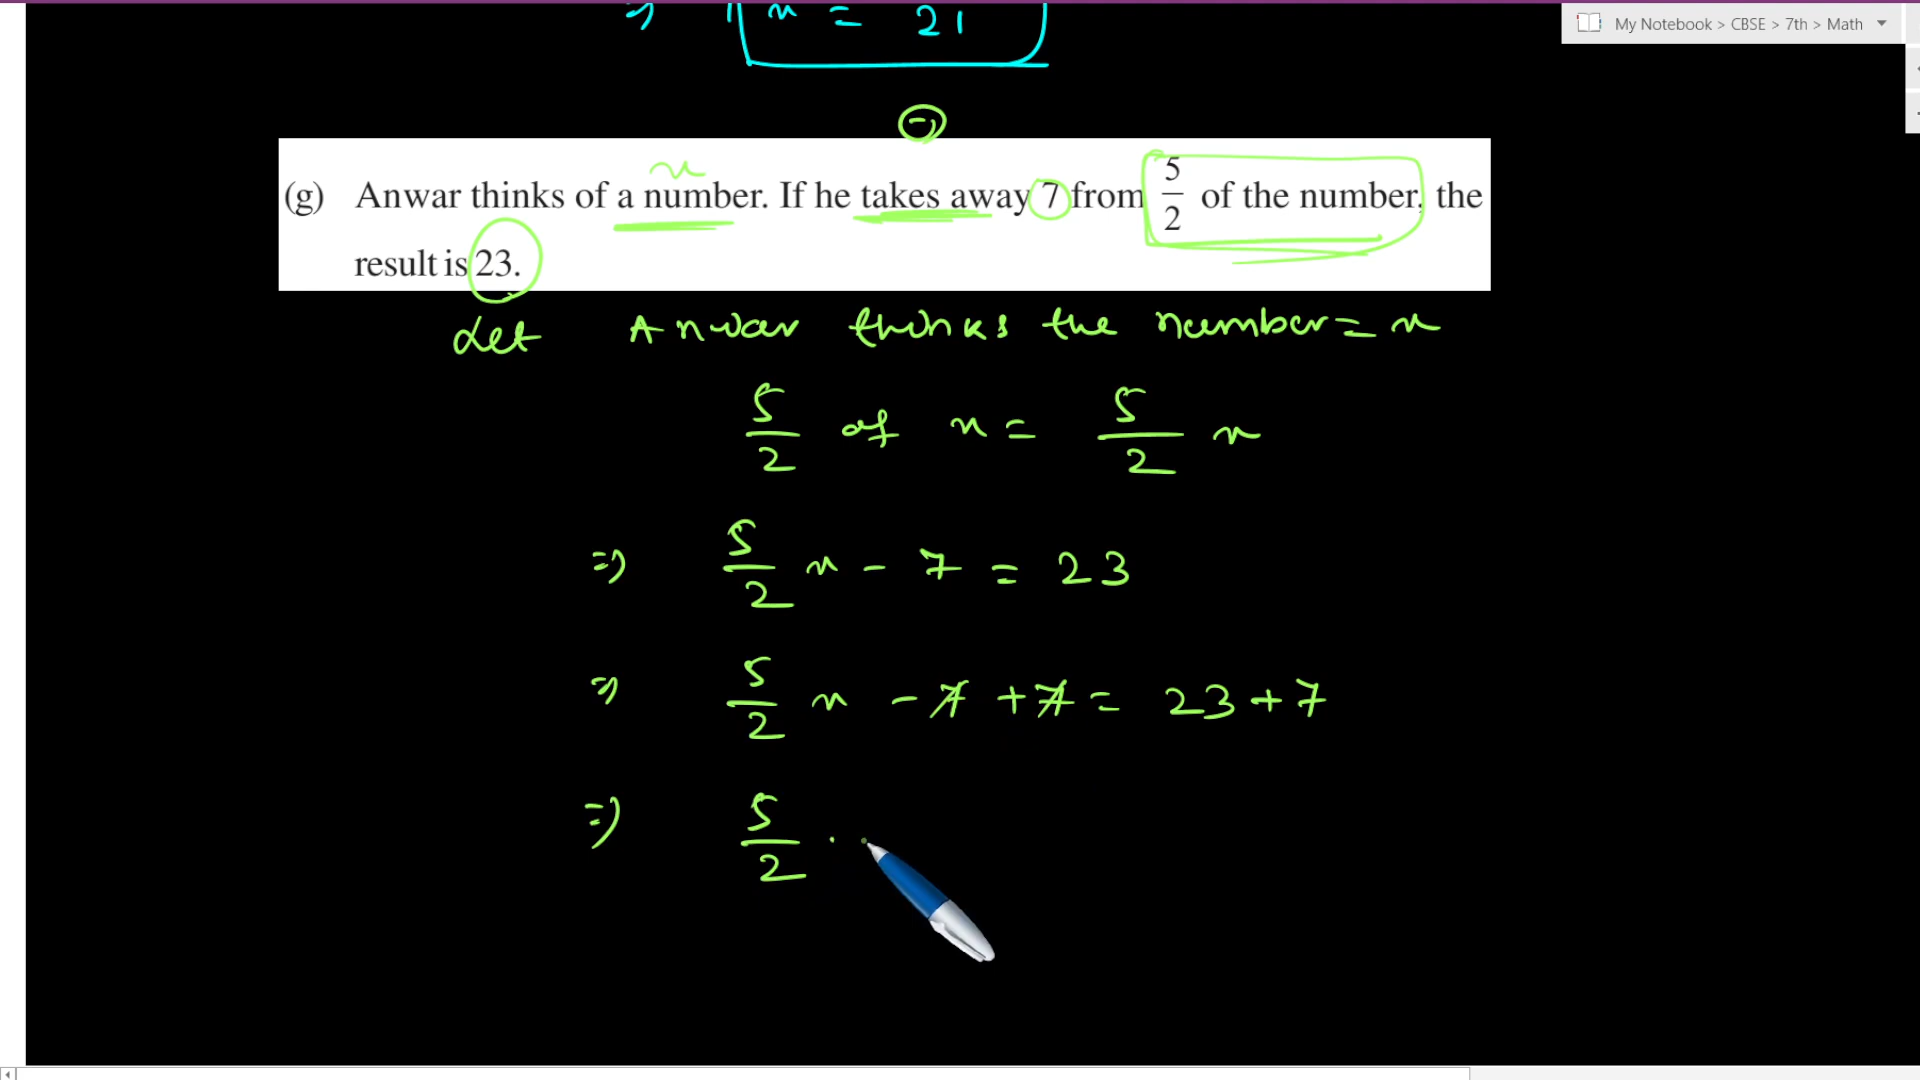 ⇒ x = 21
My Notebook > CBSE > 7th > Math
(g) Anwar thinks of a number. If he takes away 7 from 5/2 of the number, the
result is 23.
x
Let Anwar thinks the number = x
5/2 of x = 5/2 x
⇒ 5/2 x - 7 = 23
⇒ 5/2 x - 7 + 7 = 23 + 7
⇒ 5/2